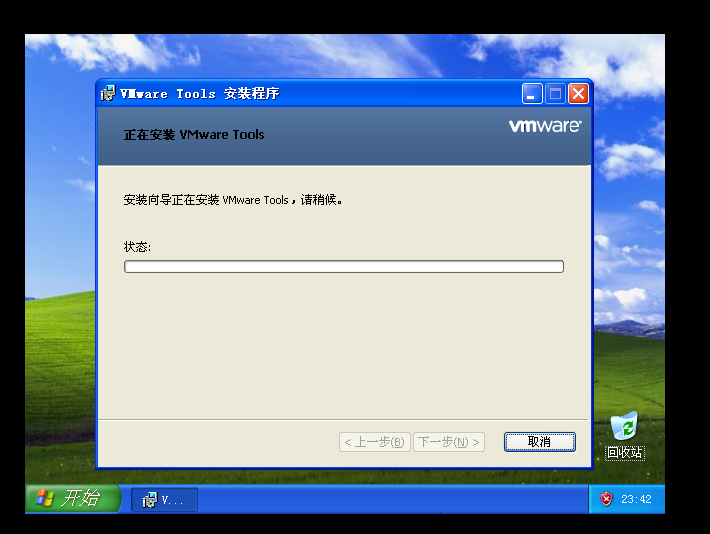 VMware Tools 安装程序
正在安装 VMware Tools
vmware
安装向导正在安装 VMware Tools，请稍候。
状态:
< 上一步(B) 下一步(N) > 取消
回收站
开始 V... 23:42